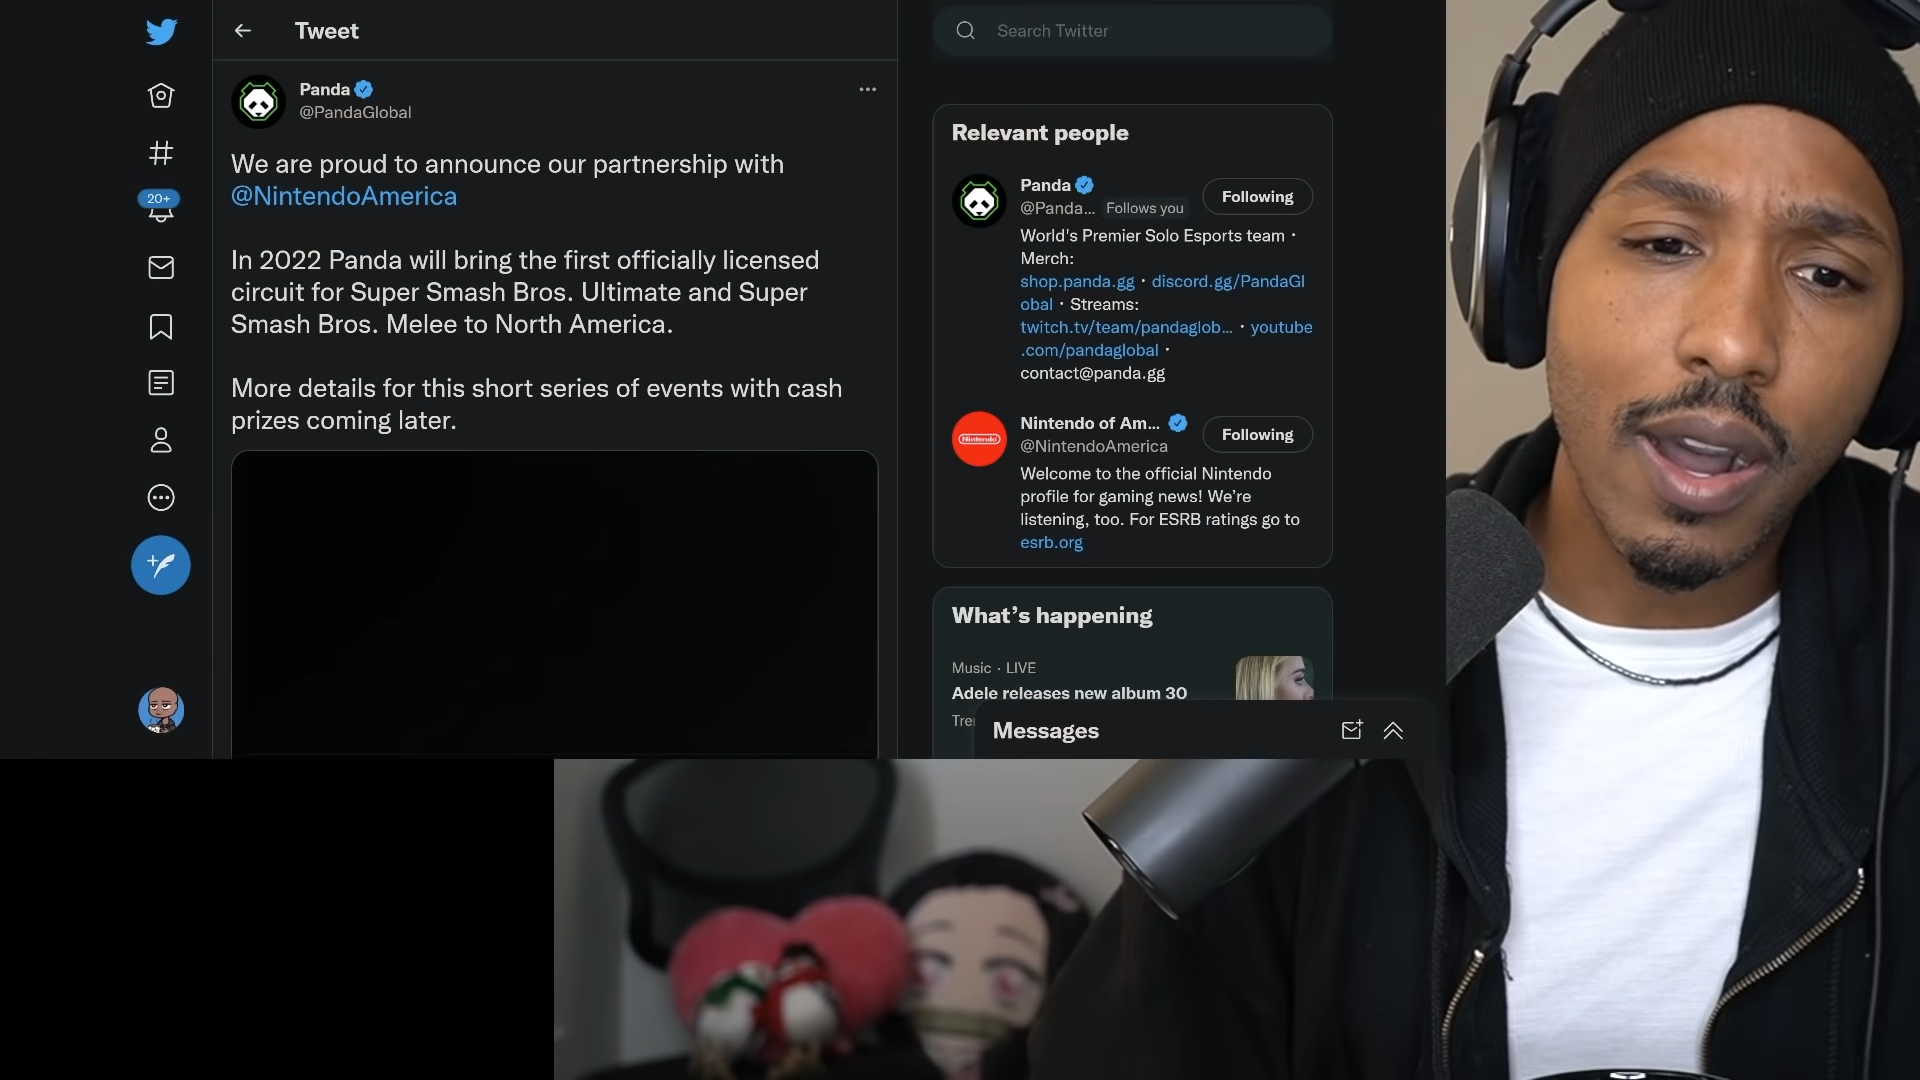 Tweet
Search Twitter
Panda
@PandaGlobal
We are proud to announce our partnership with
@NintendoAmerica
In 2022 Panda will bring the first officially licensed
circuit for Super Smash Bros. Ultimate and Super
Smash Bros. Melee to North America.
More details for this short series of events with cash
prizes coming later.
20+
Relevant people
Panda
Following
@Panda... Follows you
World's Premier Solo Esports team ·
Merch:
shop.panda.gg · discord.gg/PandaGl
obal · Streams:
twitch.tv/team/pandaglob... · youtube
.com/pandaglobal ·
contact@panda.gg
Nintendo
Nintendo of Am...
Following
@NintendoAmerica
Welcome to the official Nintendo
profile for gaming news! We’re
listening, too. For ESRB ratings go to
esrb.org
What’s happening
Music · LIVE
Adele releases new album 30
Messages